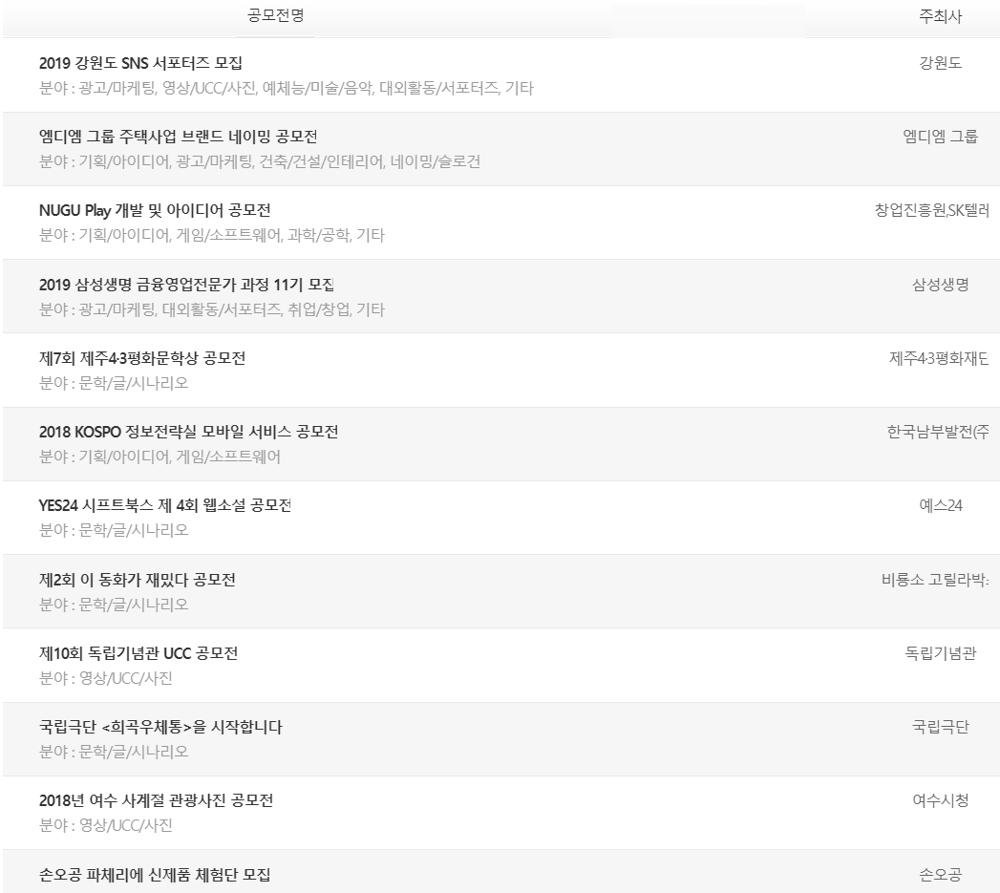 공모전명 주최사
2019 강원도 SNS 서포터즈 모집 강원도
분야 : 광고/마케팅, 영상/UCC/사진, 예체능/미술/음악, 대외활동/서포터즈, 기타
엠디엠 그룹 주택사업 브랜드 네이밍 공모전 엠디엠 그룹
분야 : 기획/아이디어, 광고/마케팅, 건축/건설/인테리어, 네이밍/슬로건
NUGU Play 개발 및 아이디어 공모전 창업진흥원,SK텔레
분야 : 기획/아이디어, 게임/소프트웨어, 과학/공학, 기타
2019 삼성생명 금융영업전문가 과정 11기 모집 삼성생명
분야 : 광고/마케팅, 대외활동/서포터즈, 취업/창업, 기타
제7회 제주4·3평화문학상 공모전 제주4·3평화재단
분야 : 문학/글/시나리오
2018 KOSPO 정보전략실 모바일 서비스 공모전 한국남부발전(주
분야 : 기획/아이디어, 게임/소프트웨어
YES24 시프트북스 제 4회 웹소설 공모전 예스24
분야 : 문학/글/시나리오
제2회 이 동화가 재밌다 공모전 비룡소 고릴라박
분야 : 문학/글/시나리오
제10회 독립기념관 UCC 공모전 독립기념관
분야 : 영상/UCC/사진
국립극단 <희곡우체통>을 시작합니다 국립극단
분야 : 문학/글/시나리오
2018년 여수 사계절 관광사진 공모전 여수시청
분야 : 영상/UCC/사진
손오공 파체리에 신제품 체험단 모집 손오공